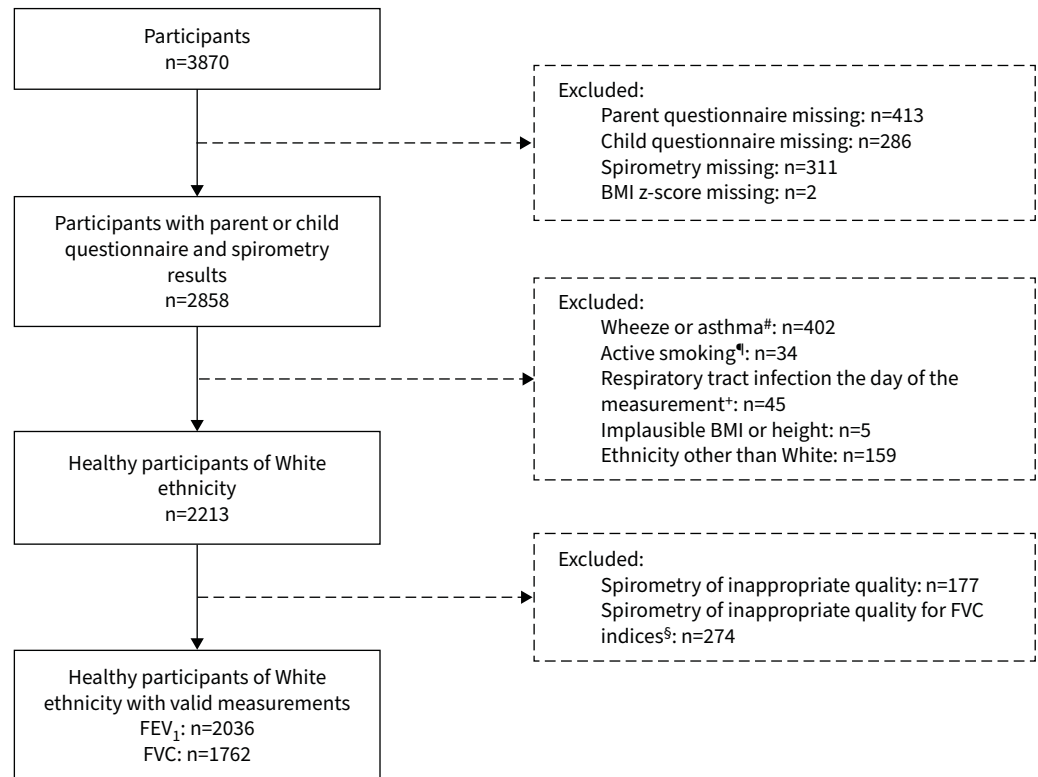 Participants
n=3870
Excluded:
Parent questionnaire missing: n=413
Child questionnaire missing: n=286
Spirometry missing: n=311
BMI z-score missing: n=2
Participants with parent or child
questionnaire and spirometry
results
n=2858
Excluded:
Wheeze or asthma#: n=402
Active smoking¶: n=34
Respiratory tract infection the day of the
measurement+: n=45
Implausible BMI or height: n=5
Ethnicity other than White: n=159
Healthy participants of White
ethnicity
n=2213
Excluded:
Spirometry of inappropriate quality: n=177
Spirometry of inappropriate quality for FVC
indices§: n=274
Healthy participants of White
ethnicity with valid measurements
FEV1: n=2036
FVC: n=1762